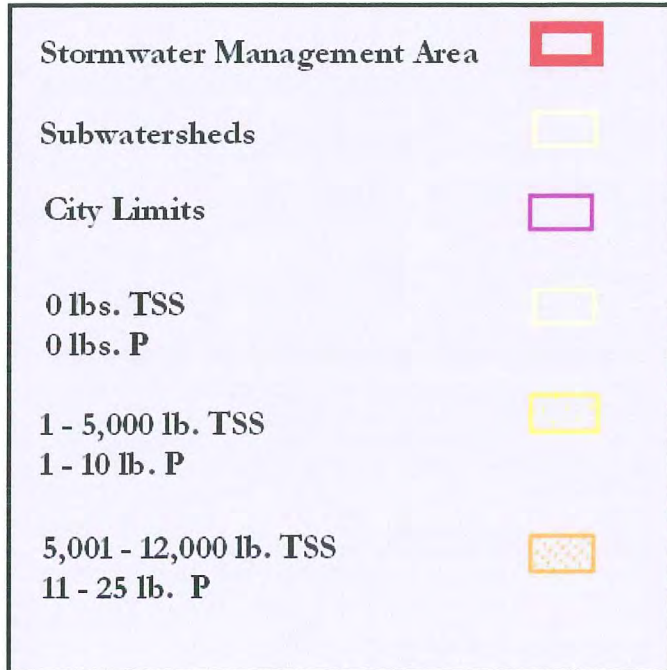 Stormwater Management Area
Subwatersheds
City Limits
0 lbs. TSS
0 lbs. P
1 - 5,000 lb. TSS
1 - 10 lb. P
5,001 - 12,000 lb. TSS
11 - 25 lb. P